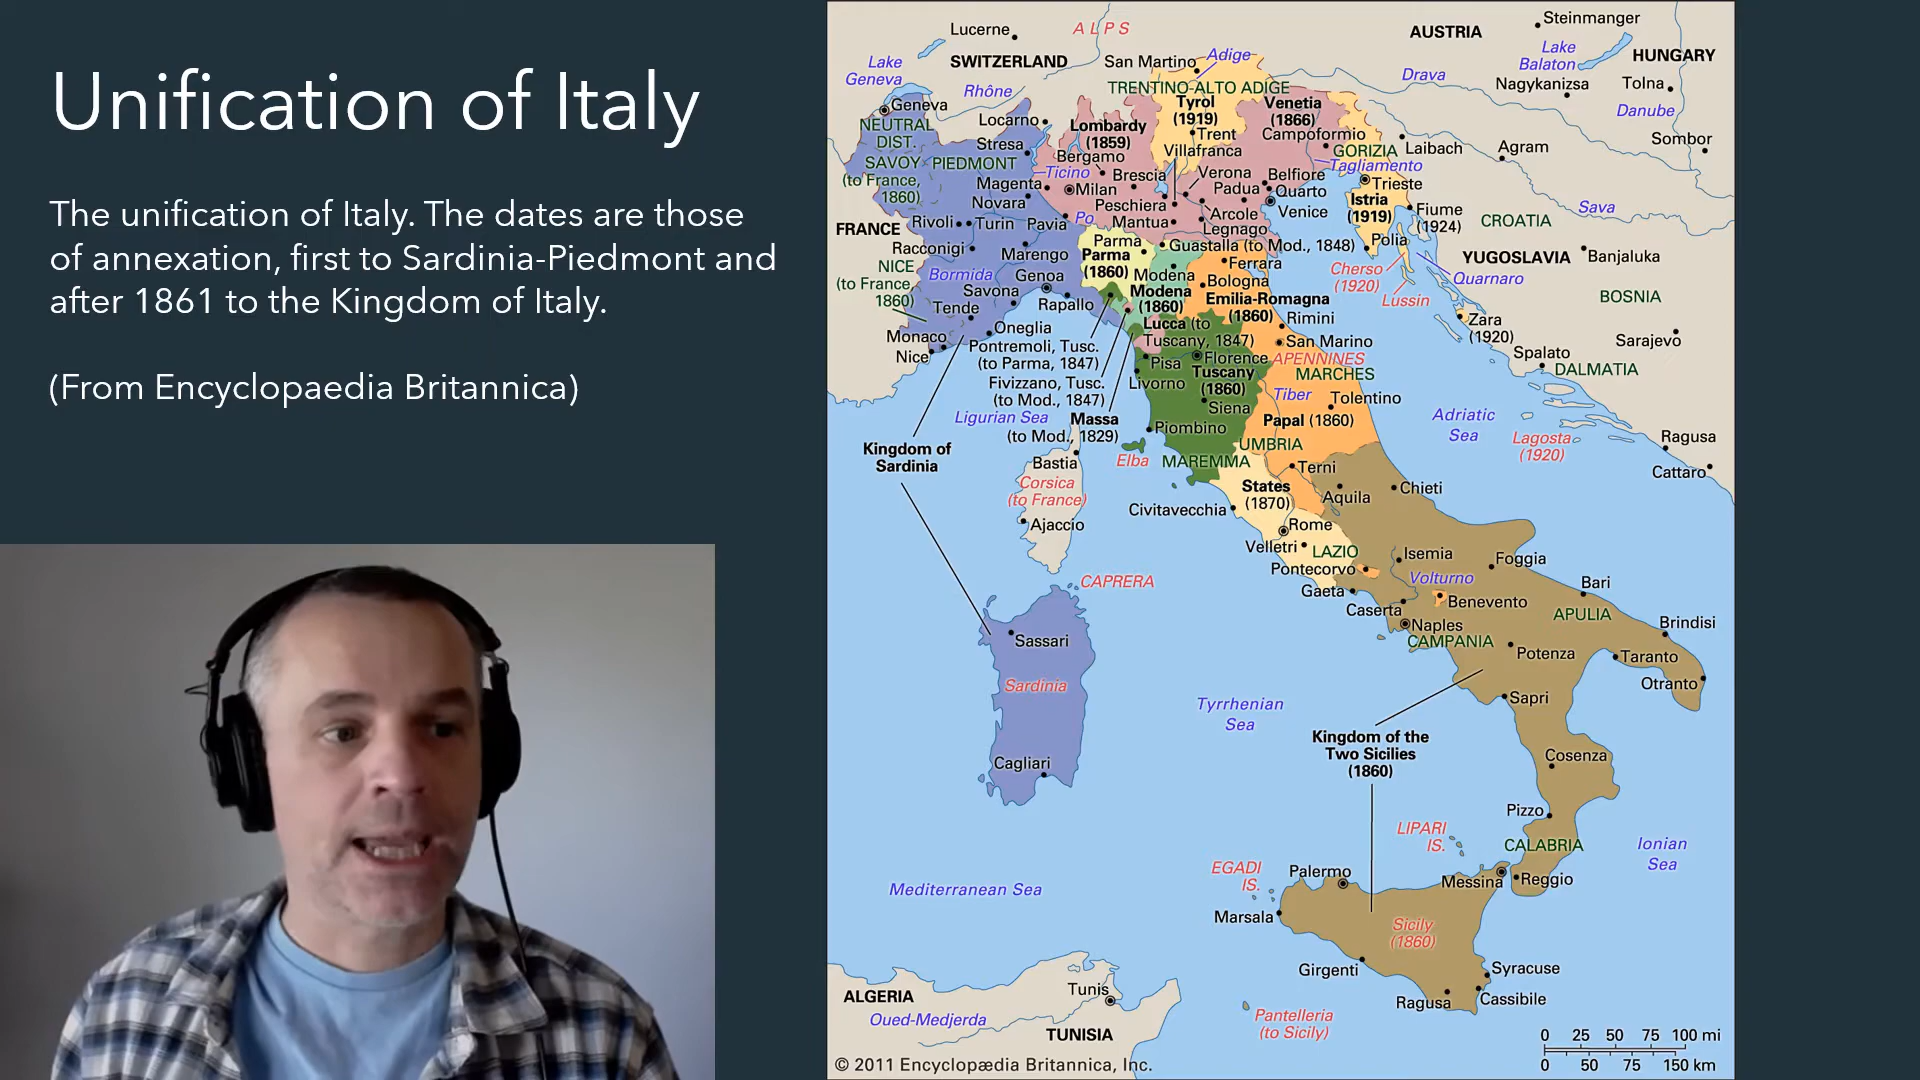 Unification of Italy
The unification of Italy. The dates are those
of annexation, first to Sardinia-Piedmont and
after 1861 to the Kingdom of Italy.
(From Encyclopaedia Britannica)
Lucerne
ALPS
SWITZERLAND
San Martino
Adige
AUSTRIA
Steinmanger
Lake
Balaton
HUNGARY
Nagykanizsa
Tolna
Drava
Danube
Sombor
Lake
Geneva
Geneva
Rhône
Locarno
TRENTINO-ALTO ADIGE
Tyrol
(1919)
Trent
Villafranca
Venetia
(1866)
Campoformio
GORIZIA
Laibach
Agram
Tagliamento
NEUTRAL
DIST.
SAVOY
(to France,
1860)
PIEDMONT
Stresa
Lombardy
(1859)
Bergamo
Ticino
Brescia
Verona
Belfiore
Padua
Quarto
Trieste
Istria
(1919)
Fiume
(1924)
CROATIA
Sava
Magenta
Milan
Novara
Peschiera
Arcole
Venice
Mantua
Legnago
FRANCE
Rivoli
Turin
Pavia
Po
Polia
Racconigi
Marengo
Parma
Parma
(1860)
Guastalla (to Mod., 1848)
Ferrara
YUGOSLAVIA
Banjaluka
NICE
(to France,
1860)
Bormida
Genoa
Modena
Modena
(1860)
Bologna
Cherso
(1920)
Quarnaro
Lussin
BOSNIA
Savona
Rapallo
Emilia-Romagna
(1860)
Rimini
Tende
Zara
(1920)
Sarajevo
Oneglia
Lucca (to
Tuscany, 1847)
San Marino
Monaco
Nice
Pontremoli, Tusc.
(to Parma, 1847)
Pisa
Florence
APENNINES
MARCHES
Spalato
DALMATIA
Fivizzano, Tusc.
(to Mod., 1847)
Livorno
Tuscany
(1860)
Tiber
Tolentino
Siena
Ligurian Sea
Massa
(to Mod., 1829)
Piombino
Papal (1860)
UMBRIA
Adriatic
Sea
Lagosta
(1920)
Ragusa
Cattaro
Kingdom of
Sardinia
Bastia
Corsica
(to France)
Ajaccio
Elba
MAREMMA
Terni
States
(1870)
Aquila
Chieti
Civitavecchia
Rome
Velletri
LAZIO
Pontecorvo
Isernia
Foggia
Volturno
Bari
Gaeta
Caserta
Benevento
APULIA
Brindisi
Naples
CAMPANIA
Potenza
Taranto
Otranto
CAPRERA
Sassari
Sardinia
Cagliari
Sapri
Tyrrhenian
Sea
Kingdom of the
Two Sicilies
(1860)
Cosenza
Pizzo
LIPARI
IS.
CALABRIA
Ionian
Sea
EGADI
IS.
Palermo
Messina
Reggio
Mediterranean Sea
Marsala
Sicily
(1860)
Girgenti
Syracuse
Ragusa
Cassibile
ALGERIA
Tunis
Oued-Medjerda
TUNISIA
Pantelleria
(to Sicily)
0 25 50 75 100 mi
0 50 75 150 km
© 2011 Encyclopædia Britannica, Inc.